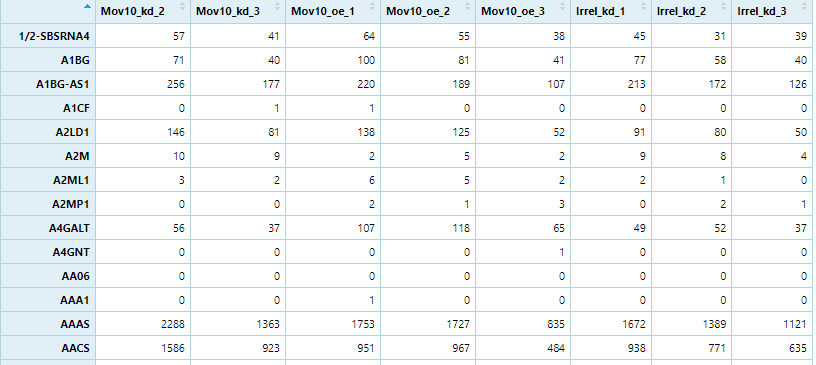 Mov10_kd_2 Mov10_kd_3 Mov10_oe_1 Mov10_oe_2 Mov10_oe_3 Irrel_kd_1 Irrel_kd_2 Irrel_kd_3
1/2-SBSRNA4 57 41 64 55 38 45 31 39
A1BG 71 40 100 81 41 77 58 40
A1BG-AS1 256 177 220 189 107 213 172 126
A1CF 0 1 1 0 0 0 0 0
A2LD1 146 81 138 125 52 91 80 50
A2M 10 9 2 5 2 9 8 4
A2ML1 3 2 6 5 2 2 1 0
A2MP1 0 0 2 1 3 0 2 1
A4GALT 56 37 107 118 65 49 52 37
A4GNT 0 0 0 0 1 0 0 0
AA06 0 0 0 0 0 0 0 0
AAA1 0 0 1 0 0 0 0 0
AAAS 2288 1363 1753 1727 835 1672 1389 1121
AACS 1586 923 951 967 484 938 771 635